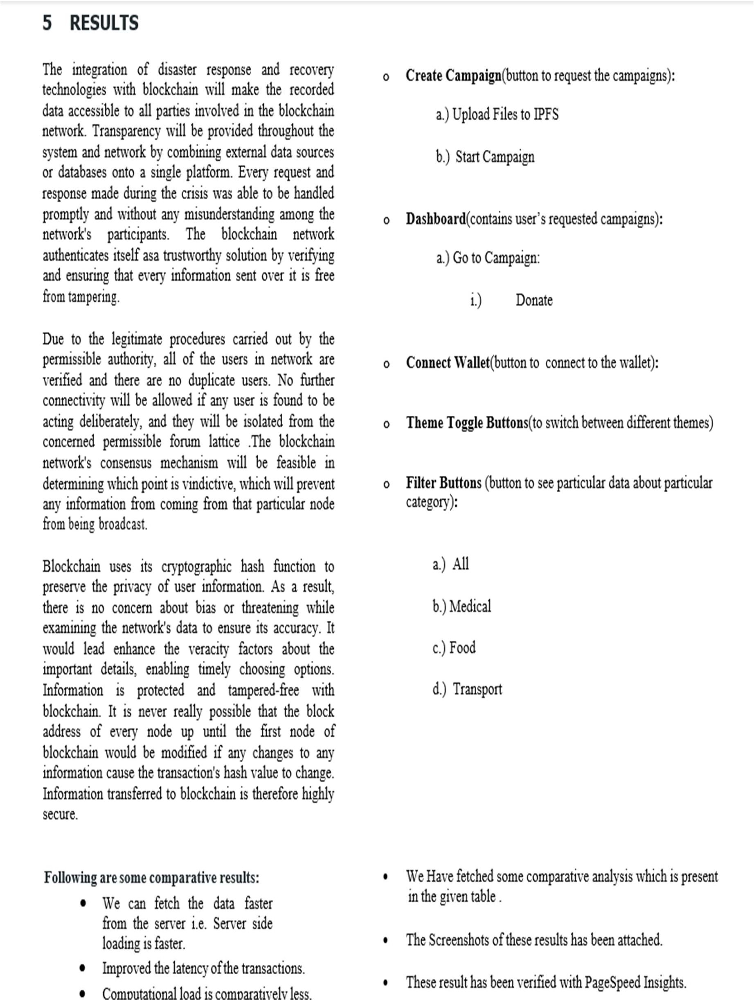 5 RESULTS
The integration of disaster response and recovery
technologies with blockchain will make the recorded
data accessible to all parties involved in the blockchain
network. Transparency will be provided throughout the
system and network by combining external data sources
or databases onto a single platform. Every request and
response made during the crisis was able to be handled
promptly and without any misunderstanding among the
network's participants. The blockchain network
authenticates itself asa trustworthy solution by verifying
and ensuring that every information sent over it is free
from tampering.
Due to the legitimate procedures carried out by the
permissible authority, all of the users in network are
verified and there are no duplicate users. No further
connectivity will be allowed if any user is found to be
acting deliberately, and they will be isolated from the
concerned permissible forum lattice .The blockchain
network's consensus mechanism will be feasible in
determining which point is vindictive, which will prevent
any information from coming from that particular node
from being broadcast.
Blockchain uses its cryptographic hash function to
preserve the privacy of user information. As a result,
there is no concern about bias or threatening while
examining the network's data to ensure its accuracy. It
would lead enhance the veracity factors about the
important details, enabling timely choosing options.
Information is protected and tampered-free with
blockchain. It is never really possible that the block
address of every node up until the first node of
blockchain would be modified if any changes to any
information cause the transaction's hash value to change.
Information transferred to blockchain is therefore highly
secure.
o Create Campaign(button to request the campaigns):
a.) Upload Files to IPFS
b.) Start Campaign
o Dashboard(contains user’s requested campaigns):
a.) Go to Campaign:
i.) Donate
o Connect Wallet(button to connect to the wallet):
o Theme Toggle Buttons(to switch between different themes)
o Filter Buttons (button to see particular data about particular
category):
a.) All
b.) Medical
c.) Food
d.) Transport
Following are some comparative results:
• We can fetch the data faster
from the server i.e. Server side
loading is faster.
• Improved the latency of the transactions.
• Computational load is comparatively less.
• We Have fetched some comparative analysis which is present
in the given table .
• The Screenshots of these results has been attached.
• These result has been verified with PageSpeed Insights.